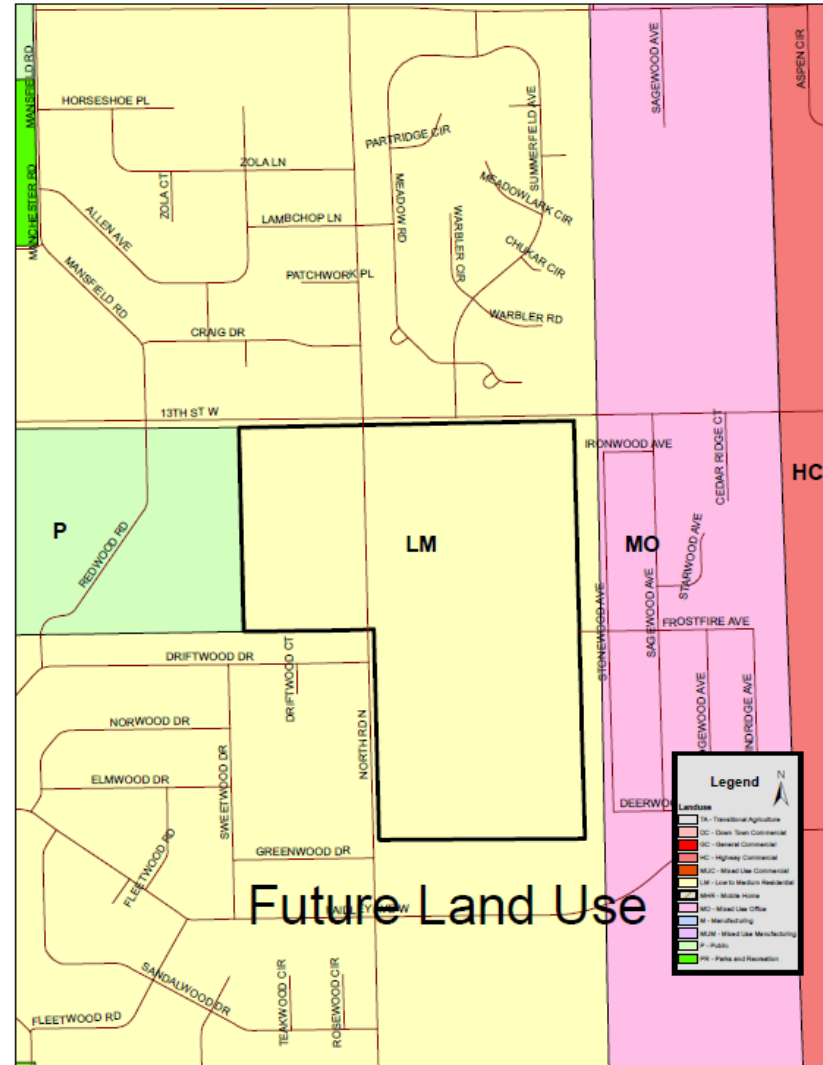 MANSFIELD RD
HORSESHOE PL
ZOLA LN
ZOLA CT
MANCHESTER RD
ALLEN AVE
LAMBCHOP LN
MANSFIELD RD
PATCHWORK PL
CRAIG DR
PARTRIDGE CIR
SUMMERFIELD AVE
MEADOW RD
MEADOWLARK CIR
WARBLER CIR
CHUKAR CIR
WARBLER RD
SAGEWOOD AVE
ASPEN CIR
13TH ST W
IRONWOOD AVE
CEDAR RIDGE CT
HC
P
LM
MO
REDWOOD RD
STARWOOD AVE
STONEWOOD AVE
SAGEWOOD AVE
FROSTFIRE AVE
DRIFTWOOD DR
DRIFTWOOD CT
NORTH RD N
NORWOOD DR
SWEETWOOD DR
ELMWOOD DR
FLEETWOOD RD
GREENWOOD DR
Future Land Use
SANDALWOOD DR
TEAKWOOD CIR
ROSEWOOD CIR
FLEETWOOD RD
Legend
N
Landuse
TA - Transitional Agriculture
DC - Down Town Commercial
GC - General Commercial
HC - Highway Commercial
MUC - Mixed Use Commercial
LM - Low to Medium Residential
MHR - Mobile Home
MO - Mixed Use Office
M - Manufacturing
MUM - Mixed Use Manufacturing
P - Public
PR - Parks and Recreation